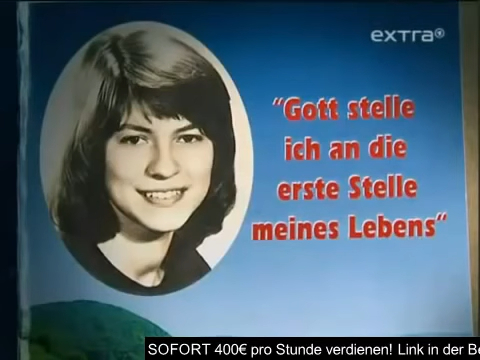 extra
"Gott stelle
ich an die
erste Stelle
meines Lebens"
SOFORT 400€ pro Stunde verdienen! Link in der Be